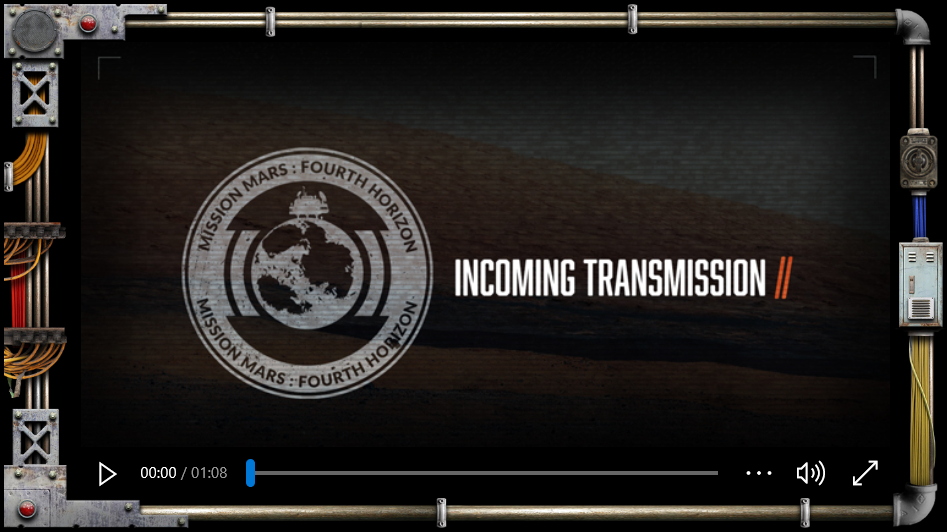 MISSION MARS : FOURTH HORIZON
INCOMING TRANSMISSION //
MISSION MARS : FOURTH HORIZON
00:00 / 01:08